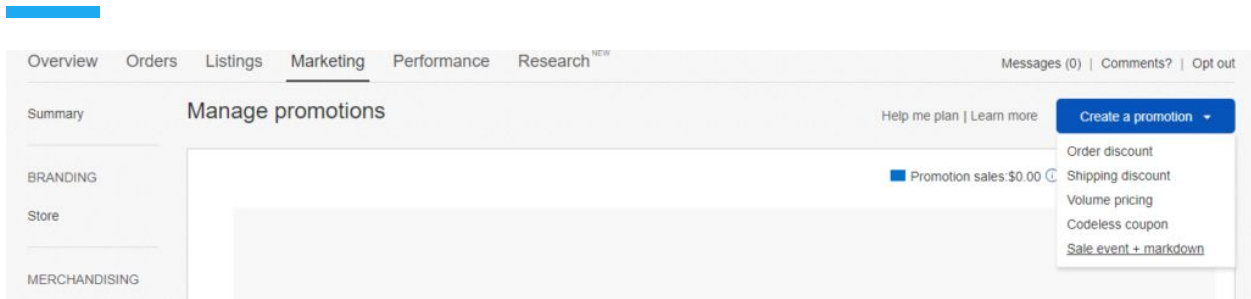 Overview Orders Listings Marketing Performance Research NEW
Messages (0) | Comments? | Opt out
Summary
Manage promotions
Help me plan | Learn more
Create a promotion
Order discount
Shipping discount
Volume pricing
Codeless coupon
Sale event + markdown
BRANDING
Promotion sales:$0.00
Store
MERCHANDISING